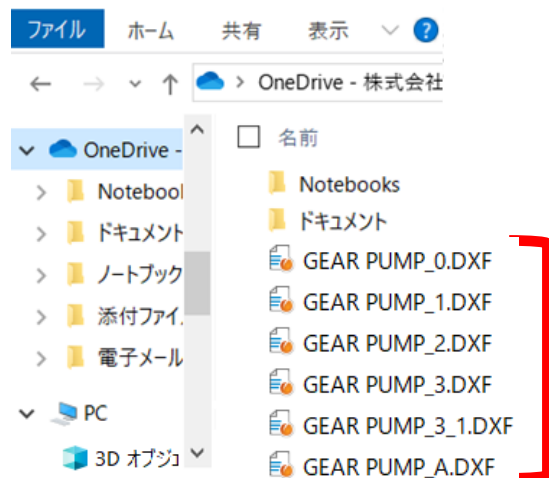 ファイル ホーム 共有 表示 ?
> OneDrive - 株式会社
OneDrive -
名前
Notebool
Notebooks
ドキュメント
ドキュメント
GEAR PUMP_0.DXF
ノートブック
GEAR PUMP_1.DXF
添付ファイ
GEAR PUMP_2.DXF
電子メール
GEAR PUMP_3.DXF
PC
GEAR PUMP_3_1.DXF
3D オブジェ
GEAR PUMP_A.DXF